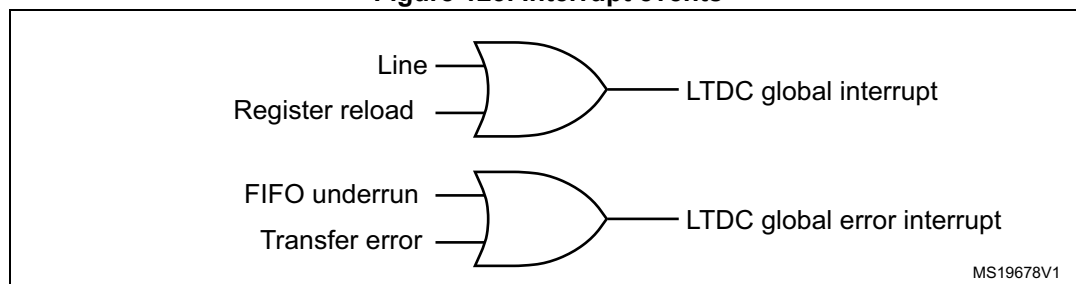 Line
LTDC global interrupt
Register reload
FIFO underrun
LTDC global error interrupt
Transfer error
MS19678V1